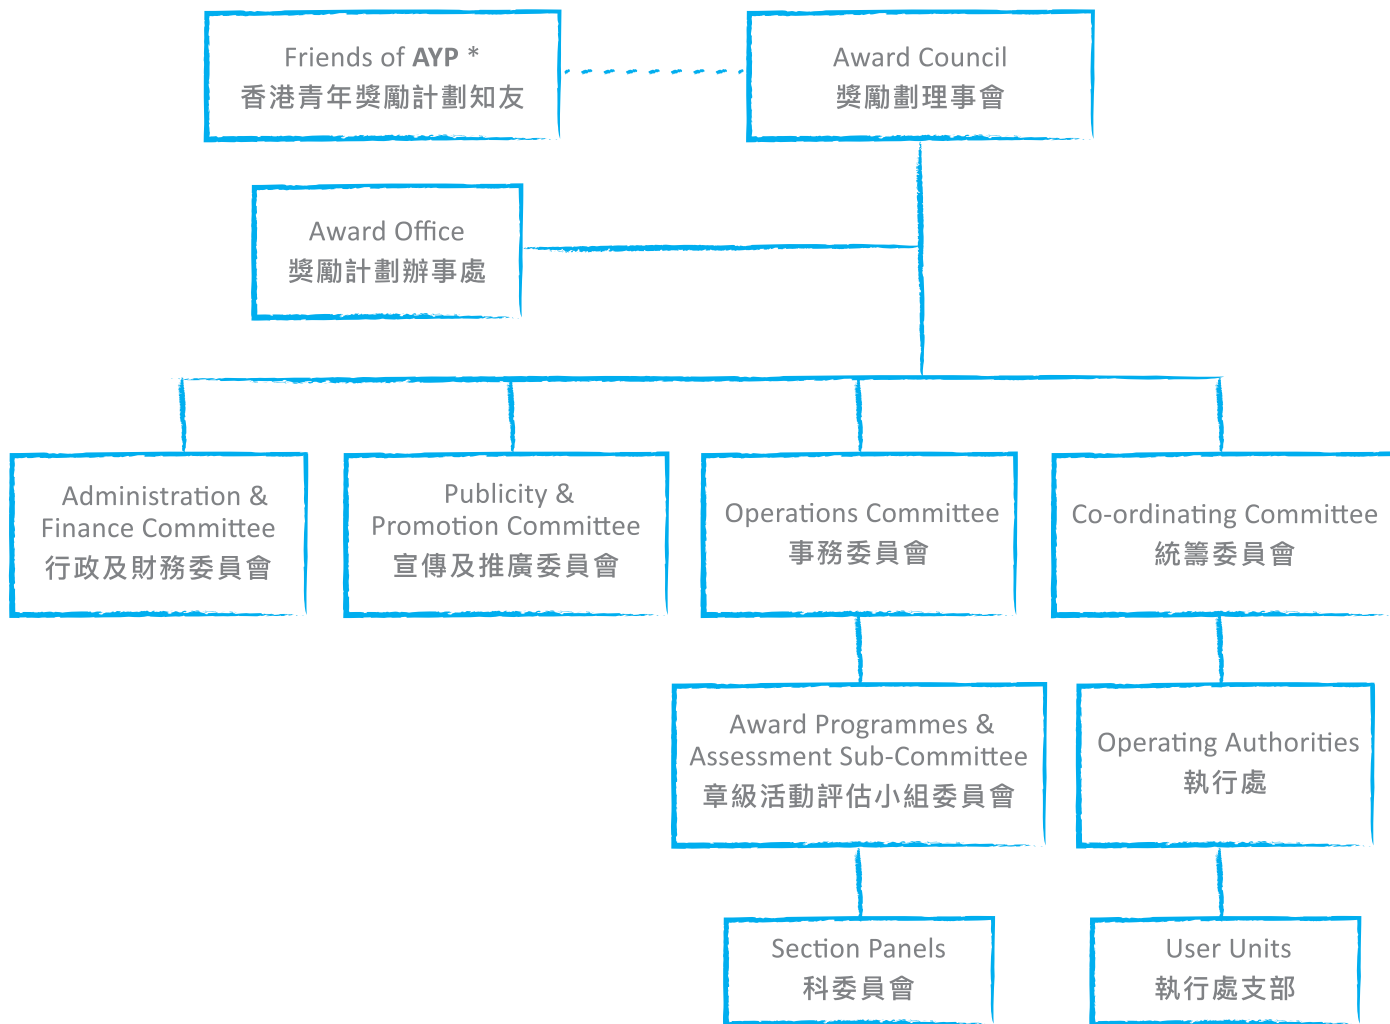 Friends of AYP *
香港青年獎勵計劃知友
Award Council
獎勵劃理事會
Award Office
獎勵計劃辦事處
Administration &
Finance Committee
行政及財務委員會
Publicity &
Promotion Committee
宣傳及推廣委員會
Operations Committee
事務委員會
Co-ordinating Committee
統籌委員會
Award Programmes &
Assessment Sub-Committee
章級活動評估小組委員會
Operating Authorities
執行處
Section Panels
科委員會
User Units
執行處支部